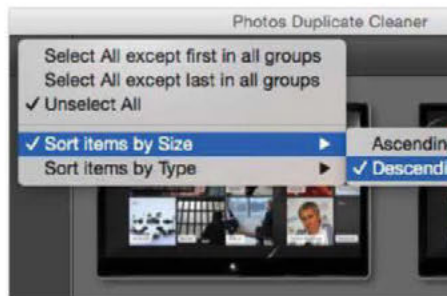 Photos Duplicate Cleaner
Select All except first in all groups
Select All except last in all groups
✓ Unselect All
✓ Sort items by Size
Ascendin
✓ Descendi
Sort items by Type